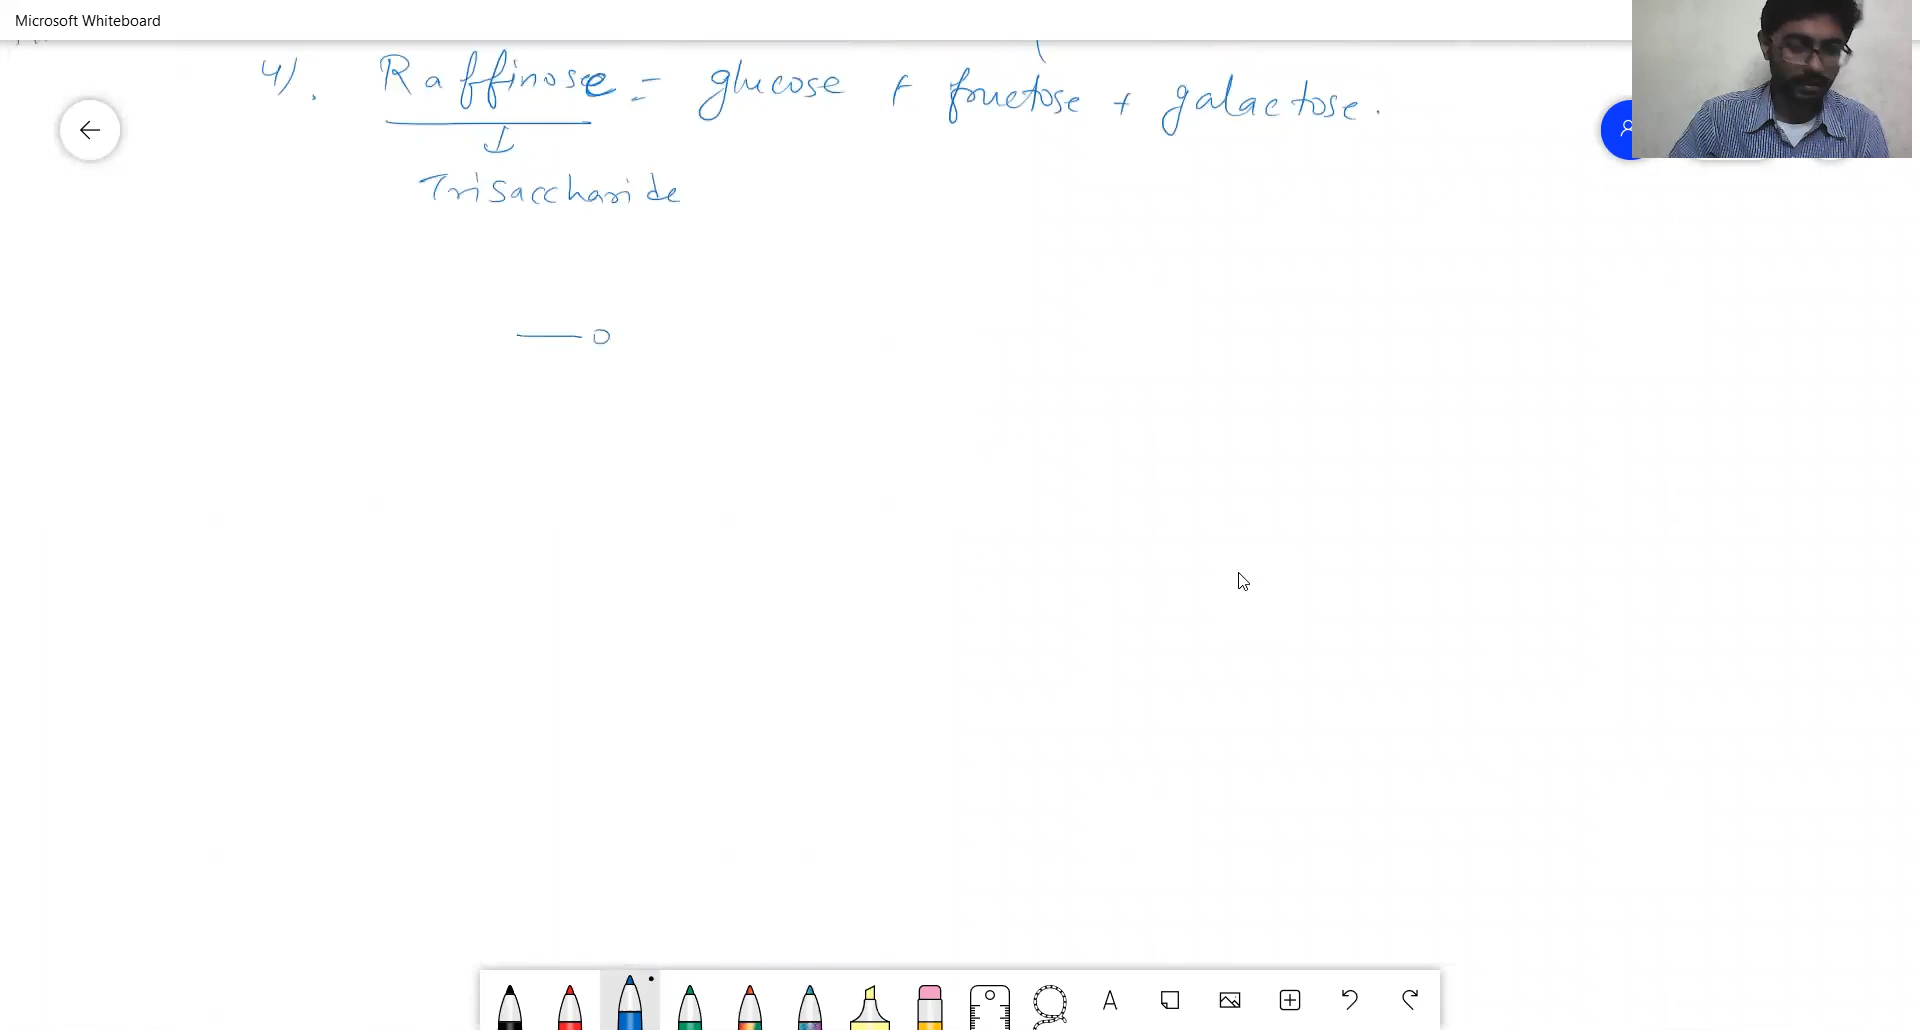 Microsoft Whiteboard
4). Raffinose = glucose + fructose + galactose.
Trisaccharide
— O
A